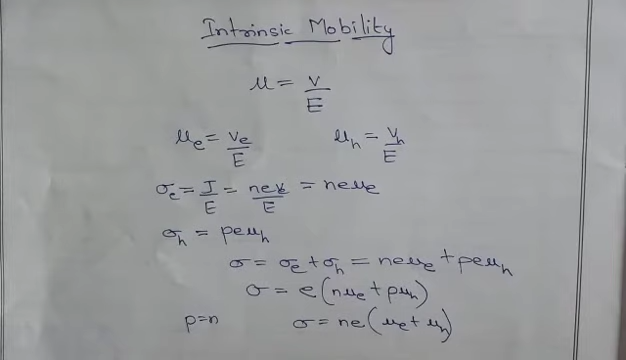 Intrinsic Mobility
μ = v/E
μₑ = vₑ/E μₕ = vₕ/E
σₑ = J/E = nevₑ/E = neμₑ
σₕ = peμₕ
σ = σₑ + σₕ = neμₑ + peμₕ
σ = e(nμₑ + pμₕ)
p=n σ = ne(μₑ + μₕ)